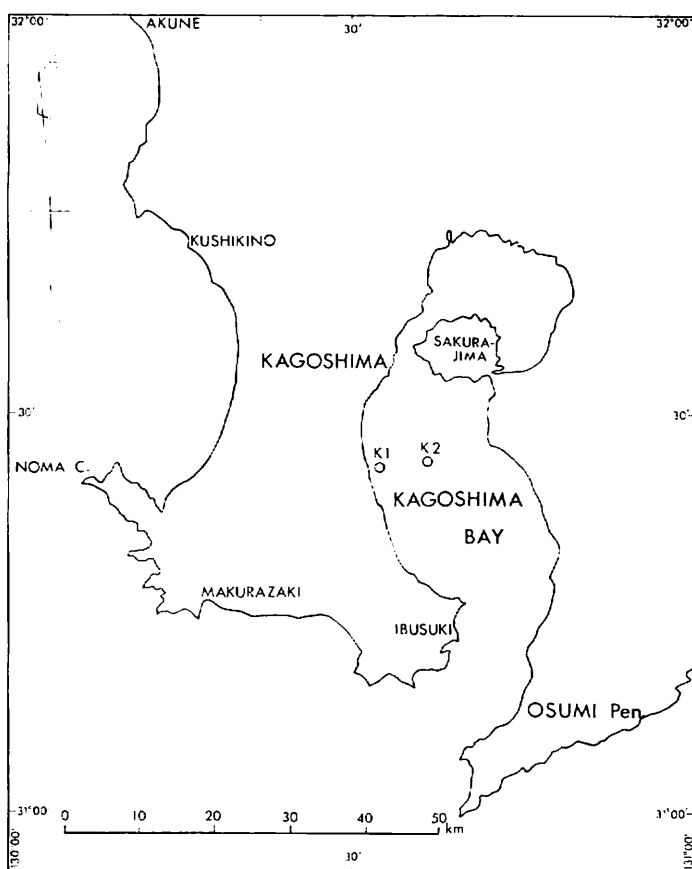 32°00'
AKUNE
30'
32°00'
KUSHIKINO
SAKURA-
JIMA
KAGOSHIMA
30'
30'
NOMA C.
K1
K2
KAGOSHIMA
BAY
MAKURAZAKI
IBUSUKI
OSUMI Pen.
31°00
0 10 20 30 40 50
km
31°00'
130°00'
30'
131°00'